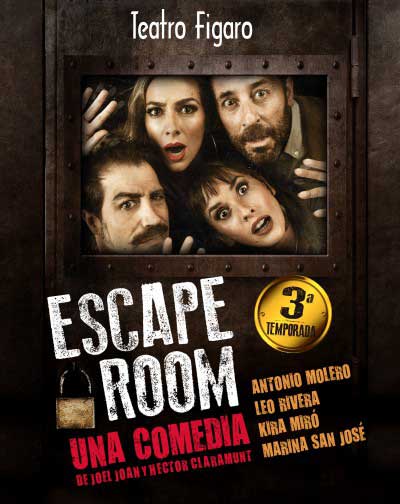 Teatro Figaro
ESCAPE
ROOM
UNA COMEDIA
DE JOEL JOAN Y HECTOR CLARAMUNT
3ª
TEMPORADA
ANTONIO MOLERO
LEO RIVERA
KIRA MIRÓ
MARINA SAN JOSÉ